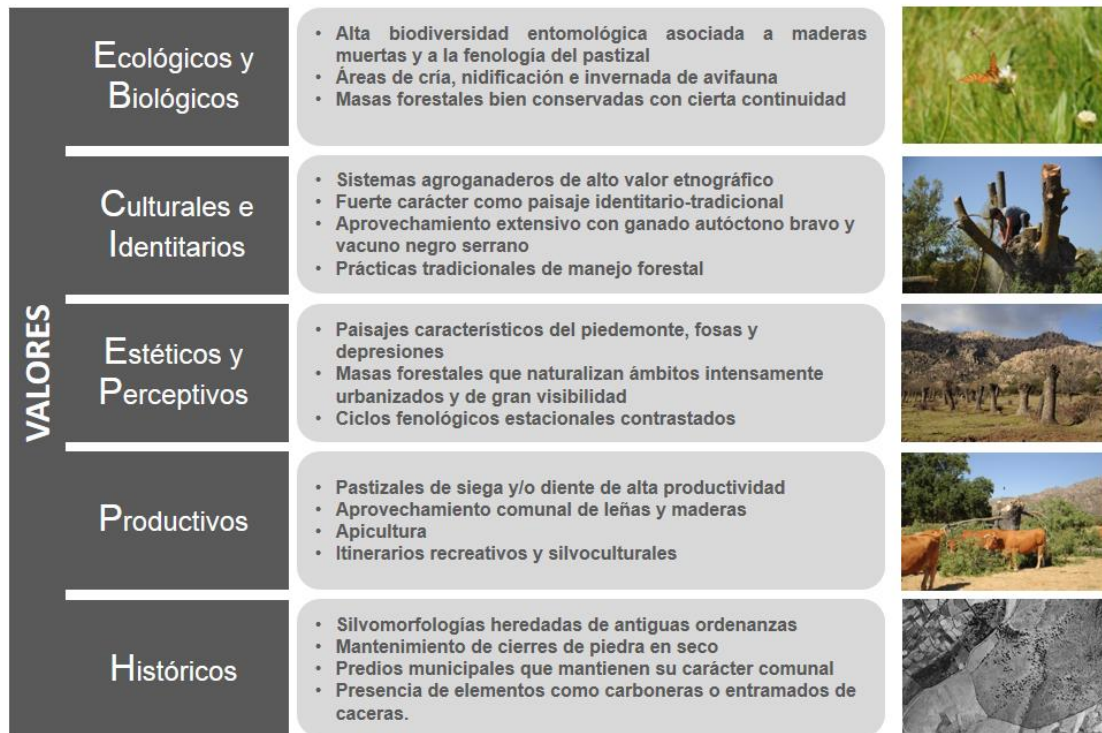 VALORES
Ecológicos y
Biológicos
• Alta biodiversidad entomológica asociada a maderas
muertas y a la fenología del pastizal
• Áreas de cría, nidificación e invernada de avifauna
• Masas forestales bien conservadas con cierta continuidad
Culturales e
Identitarios
• Sistemas agroganaderos de alto valor etnográfico
• Fuerte carácter como paisaje identitario-tradicional
• Aprovechamiento extensivo con ganado autóctono bravo y
vacuno negro serrano
• Prácticas tradicionales de manejo forestal
Estéticos y
Perceptivos
• Paisajes característicos del piedemonte, fosas y
depresiones
• Masas forestales que naturalizan ámbitos intensamente
urbanizados y de gran visibilidad
• Ciclos fenológicos estacionales contrastados
Productivos
• Pastizales de siega y/o diente de alta productividad
• Aprovechamiento comunal de leñas y maderas
• Apicultura
• Itinerarios recreativos y silvoculturales
Históricos
• Silvomorfologías heredadas de antiguas ordenanzas
• Mantenimiento de cierres de piedra en seco
• Predios municipales que mantienen su carácter comunal
• Presencia de elementos como carboneras o entramados de
caceras.